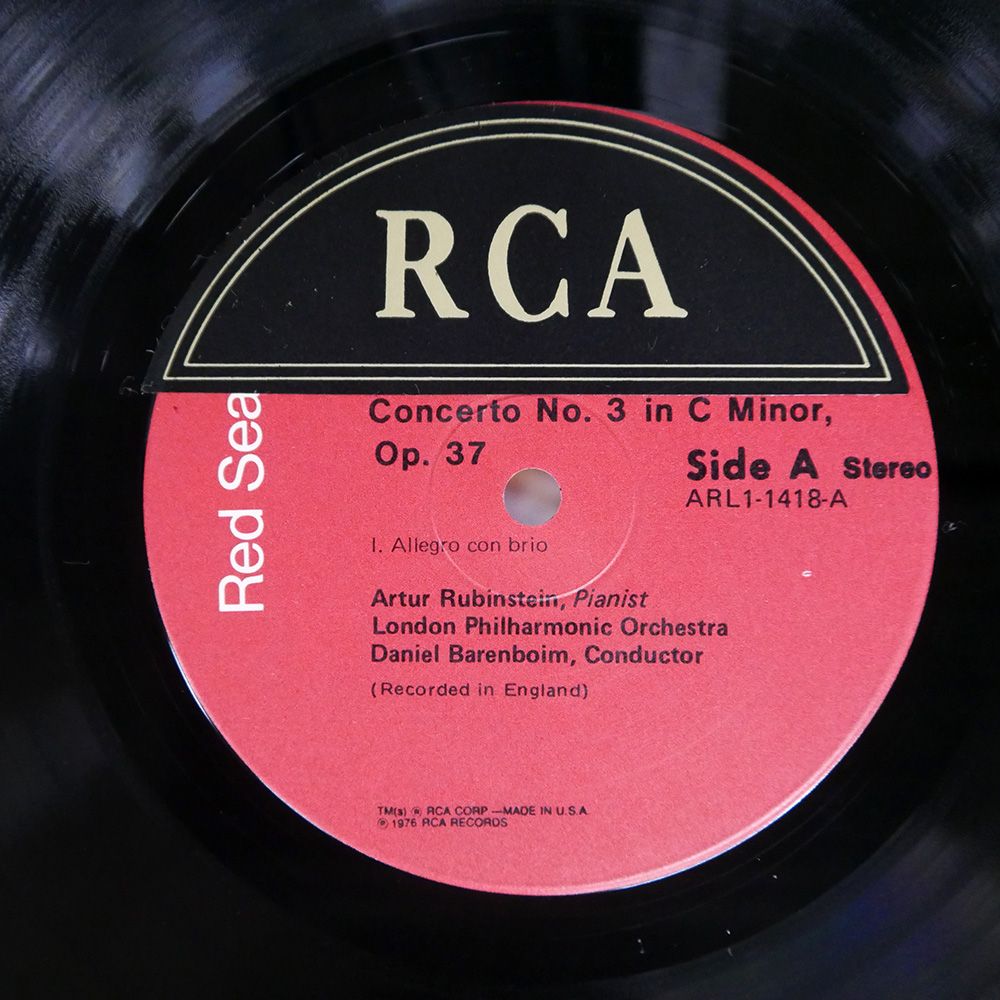 RCA
Red Sea
Concerto No. 3 in C Minor,
Op. 37
Side A Stereo
ARL1-1418-A
I. Allegro con brio
Artur Rubinstein, Pianist
London Philharmonic Orchestra
Daniel Barenboim, Conductor
(Recorded in England)
TM(s) ® RCA CORP —MADE IN U.S.A.
℗ 1976 RCA RECORDS